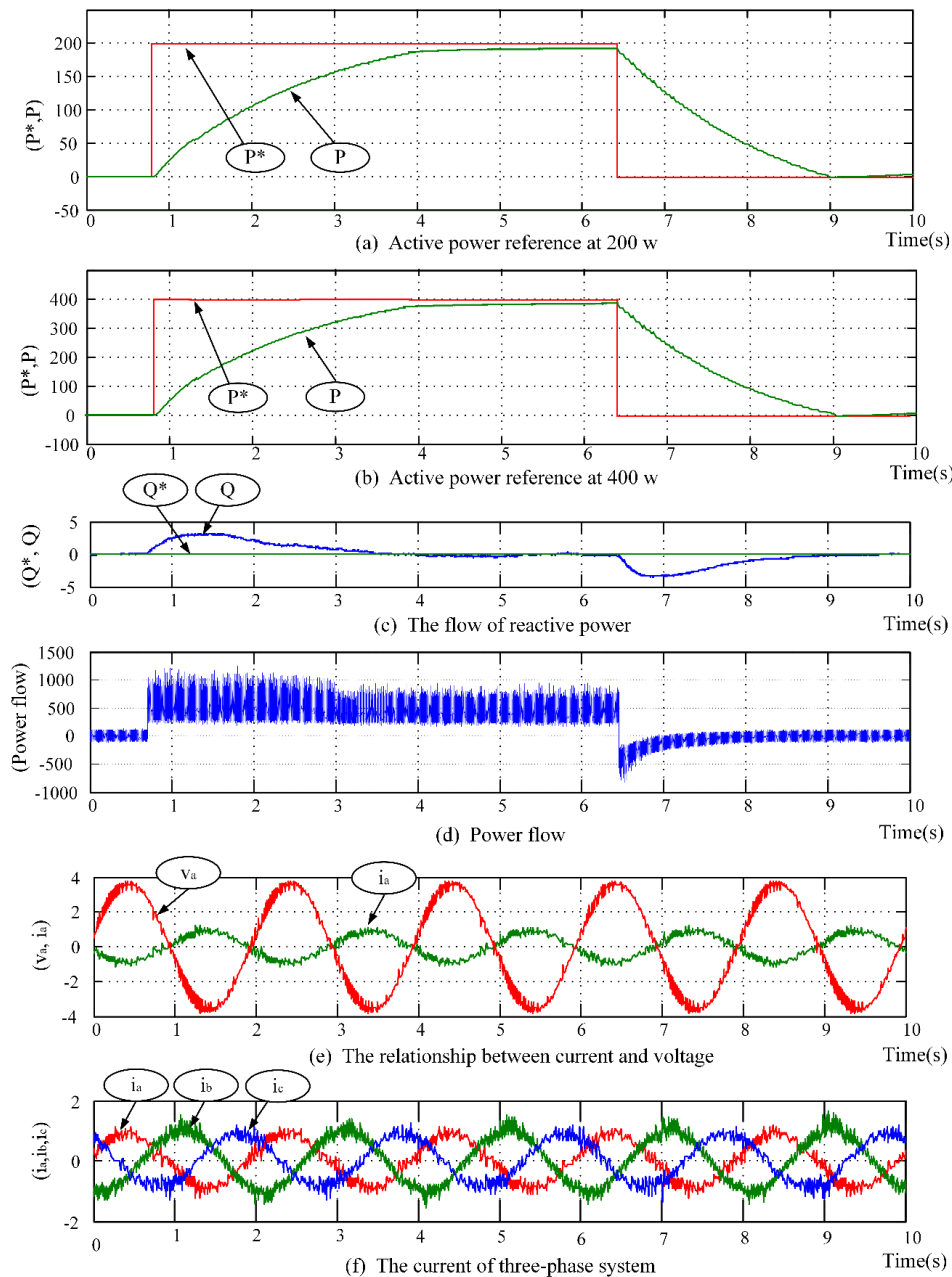 200
150
100
50
0
-50
(P*,P)
P*
P
0 1 2 3 4 5 6 7 8 9 10
(a) Active power reference at 200 w
Time(s)
400
300
200
100
0
-100
(P*,P)
P*
P
0 1 2 3 4 5 6 7 8 9 10
(b) Active power reference at 400 w
Time(s)
Q*
Q
5
0
-5
(Q*, Q)
0 1 2 3 4 5 6 7 8 9 10
(c) The flow of reactive power
Time(s)
1500
1000
500
0
-500
-1000
(Power flow)
0 1 2 3 4 5 6 7 8 9 10
(d) Power flow
Time(s)
va
ia
4
2
0
-2
-4
(va, ia)
0 1 2 3 4 5 6 7 8 9 10
(e) The relationship between current and voltage
Time(s)
ia
ib
ic
2
0
-2
(ia,ib,ic)
0 1 2 3 4 5 6 7 8 9 10
(f) The current of three-phase system
Time(s)